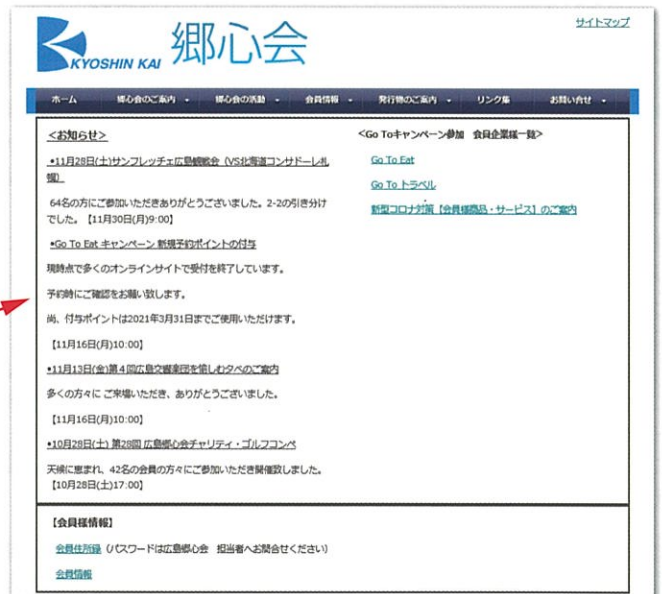 サイトマップ
KYOSHIN KAI 郷心会
ホーム 郷心会のご案内 郷心会の活動 会員情報 発行物のご案内 リンク集 お問い合せ
<お知らせ>
•11月28日(土)サンフレッチェ広島観戦会（VS北海道コンサドーレ札
幌）
64名の方にご参加いただきありがとうございました。2-2の引き分け
でした。【11月30日(月)9:00】
•Go To Eat キャンペーン 新規予約ポイントの付与
現時点で多くのオンラインサイトで受付を終了しています。
予約時にご確認をお願い致します。
尚、付与ポイントは2021年3月31日までご使用いただけます。
【11月16日(月)10:00】
•11月13日(金)第4回広島交響楽団を愉しむ夕べのご案内
多くの方々に ご来場いただき、ありがとうございました。
【11月16日(月)10:00】
•10月28日(土) 第28回 広島郷心会チャリティ・ゴルフコンペ
天候に恵まれ、42名の会員の方々にご参加いただき開催致しました。
【10月28日(土)17:00】
<Go Toキャンペーン参加 会員企業様一覧>
Go To Eat
Go To トラベル
新型コロナ対策【会員様商品・サービス】のご案内
【会員様情報】
会員住所録（パスワードは広島郷心会 担当者へお問合せください）
会員情報